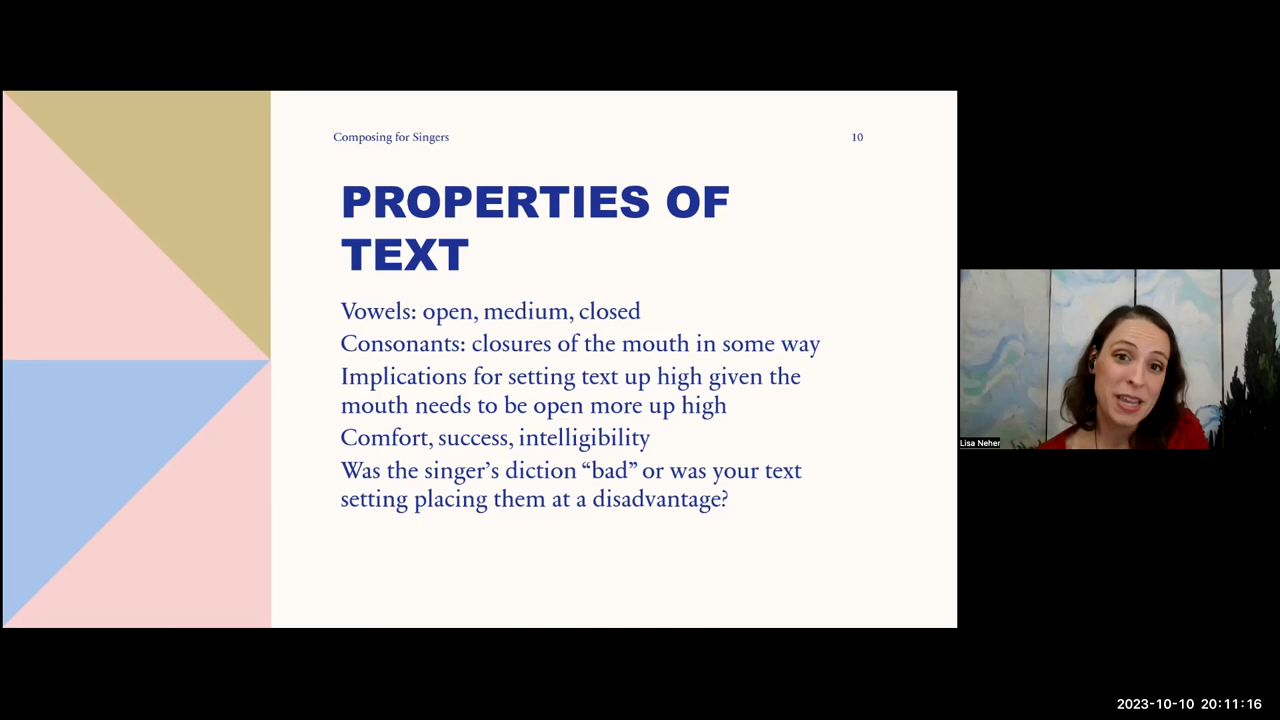 Composing for Singers
10
PROPERTIES OF
TEXT
Vowels: open, medium, closed
Consonants: closures of the mouth in some way
Implications for setting text up high given the
mouth needs to be open more up high
Comfort, success, intelligibility
Was the singer’s diction “bad” or was your text
setting placing them at a disadvantage?
Lisa Neher
2023-10-10 20:11:16